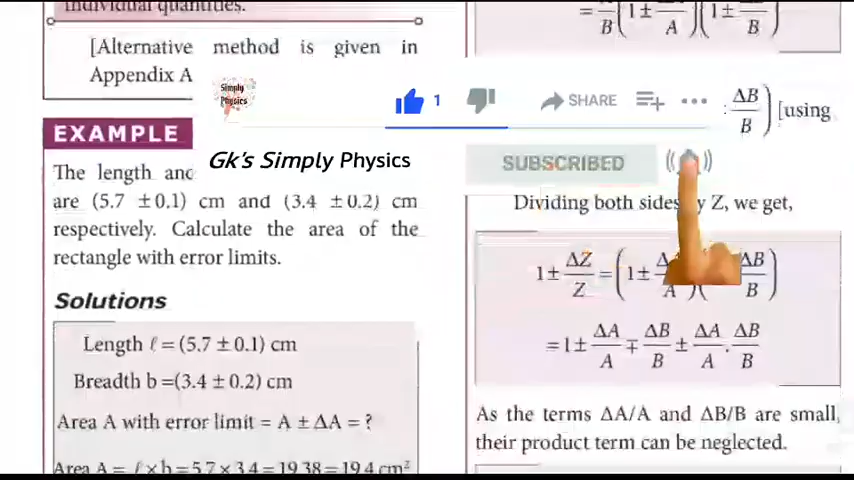 individual quantities.
[Alternative method is given in
Appendix A
EXAMPLE
The length and
are (5.7 ±0.1) cm and (3.4 ±0.2) cm
respectively. Calculate the area of the
rectangle with error limits.
Solutions
Length ℓ = (5.7 ± 0.1) cm
Breadth b =(3.4 ± 0.2) cm
Area A with error limit = A ± ΔA = ?
Area A = ℓ × b = 5.7 × 3.4 = 19.38 = 19.4 cm²
Simply
Physics
1
SHARE
Gk's Simply Physics
SUBSCRIBED
ΔB/B) [using
Dividing both sides by Z, we get,
1± ΔZ/Z = (1±
ΔB/B)
=1± ΔA/A ∓ ΔB/B ± ΔA/A . ΔB/B
As the terms ΔA/A and ΔB/B are small,
their product term can be neglected.